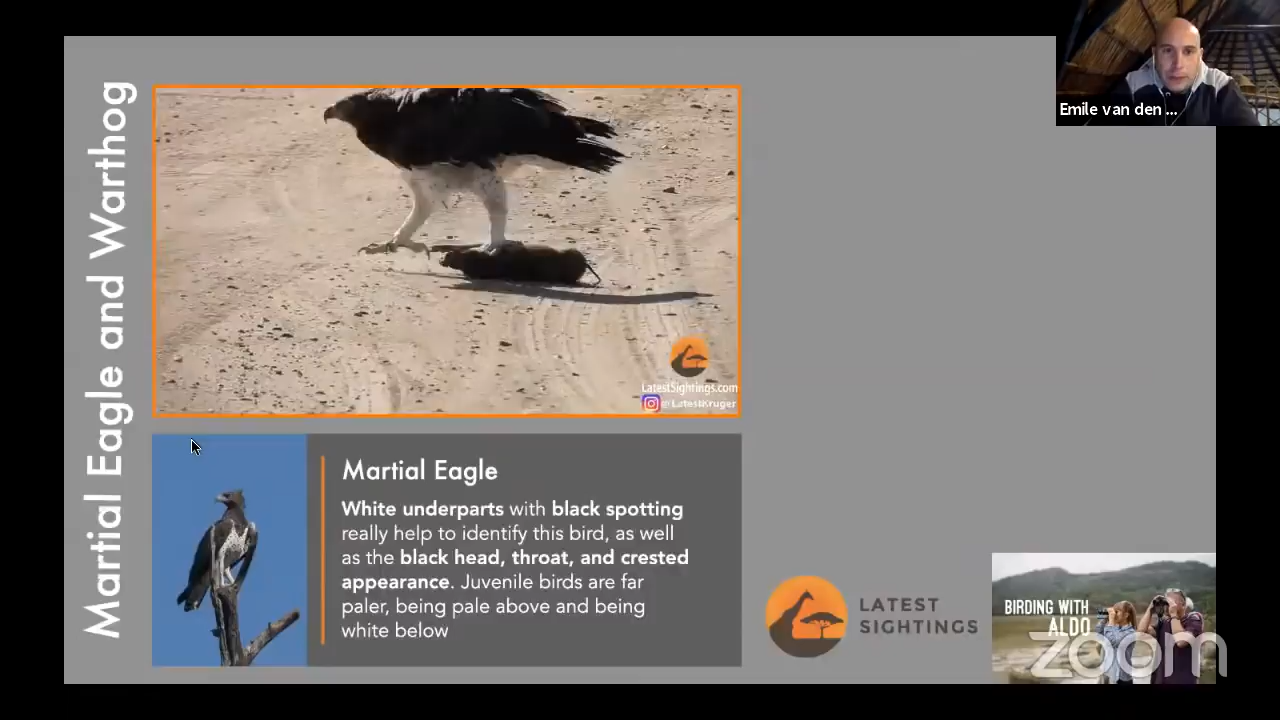 Martial Eagle and Warthog
Emile van den ...
LatestSightings.com
@LatestKruger
Martial Eagle
White underparts with black spotting
really help to identify this bird, as well
as the black head, throat, and crested
appearance. Juvenile birds are far
paler, being pale above and being
white below
LATEST
SIGHTINGS
BIRDING WITH
ALDO
zoom